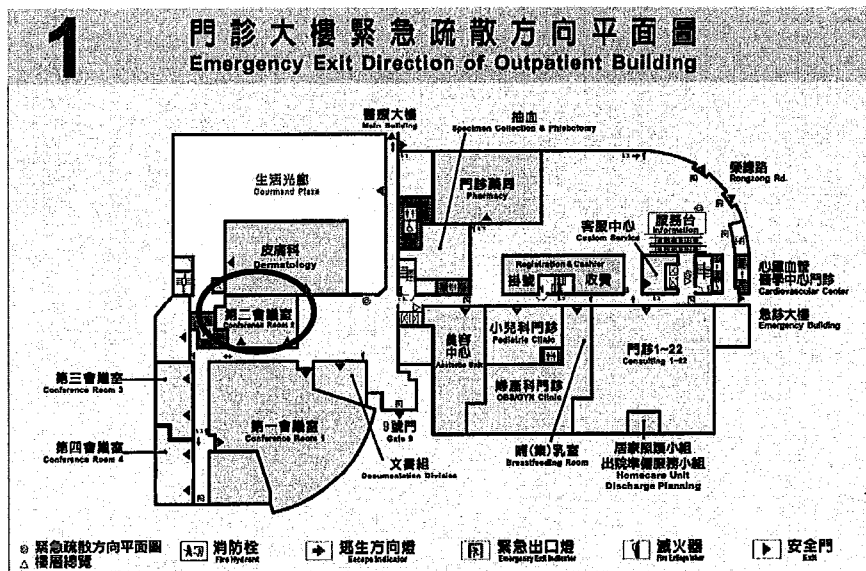 1
門診大樓緊急疏散方向平面圖
Emergency Exit Direction of Outpatient Building
醫療大樓
Main Building
抽血
Specimen Collection & Phlebotomy
生活光廊
Gourmand Plaza
門診藥局
Pharmacy
榮總路
Rongzong Rd.
服務台
Information
客服中心
Custom Service
皮膚科
Dermatology
Registration & Cashier
掛號
收費
心臟血管
醫學中心門診
Cardiovascular Center
第二會議室
Conference Room 2
急診大樓
Emergency Building
美容
中心
小兒科門診
Pediatric Clinic
門診1~22
Consulting 1~22
婦產科門診
OBS/GYN Clinic
第三會議室
Conference Room 3
第一會議室
Conference Room 1
9號門
Gate 9
第四會議室
Conference Room 4
文書組
Documentation Division
哺(集)乳室
Breastfeeding Room
居家照護小組
出院準備服務小組
Homecare Unit
Discharge Planning
緊急疏散方向平面圖
樓層總覽
消防栓
Fire Hydrant
逃生方向燈
Escape Indicator
緊急出口燈
Emergency Exit Indicator
滅火器
Fire Extinguisher
安全門
Exit